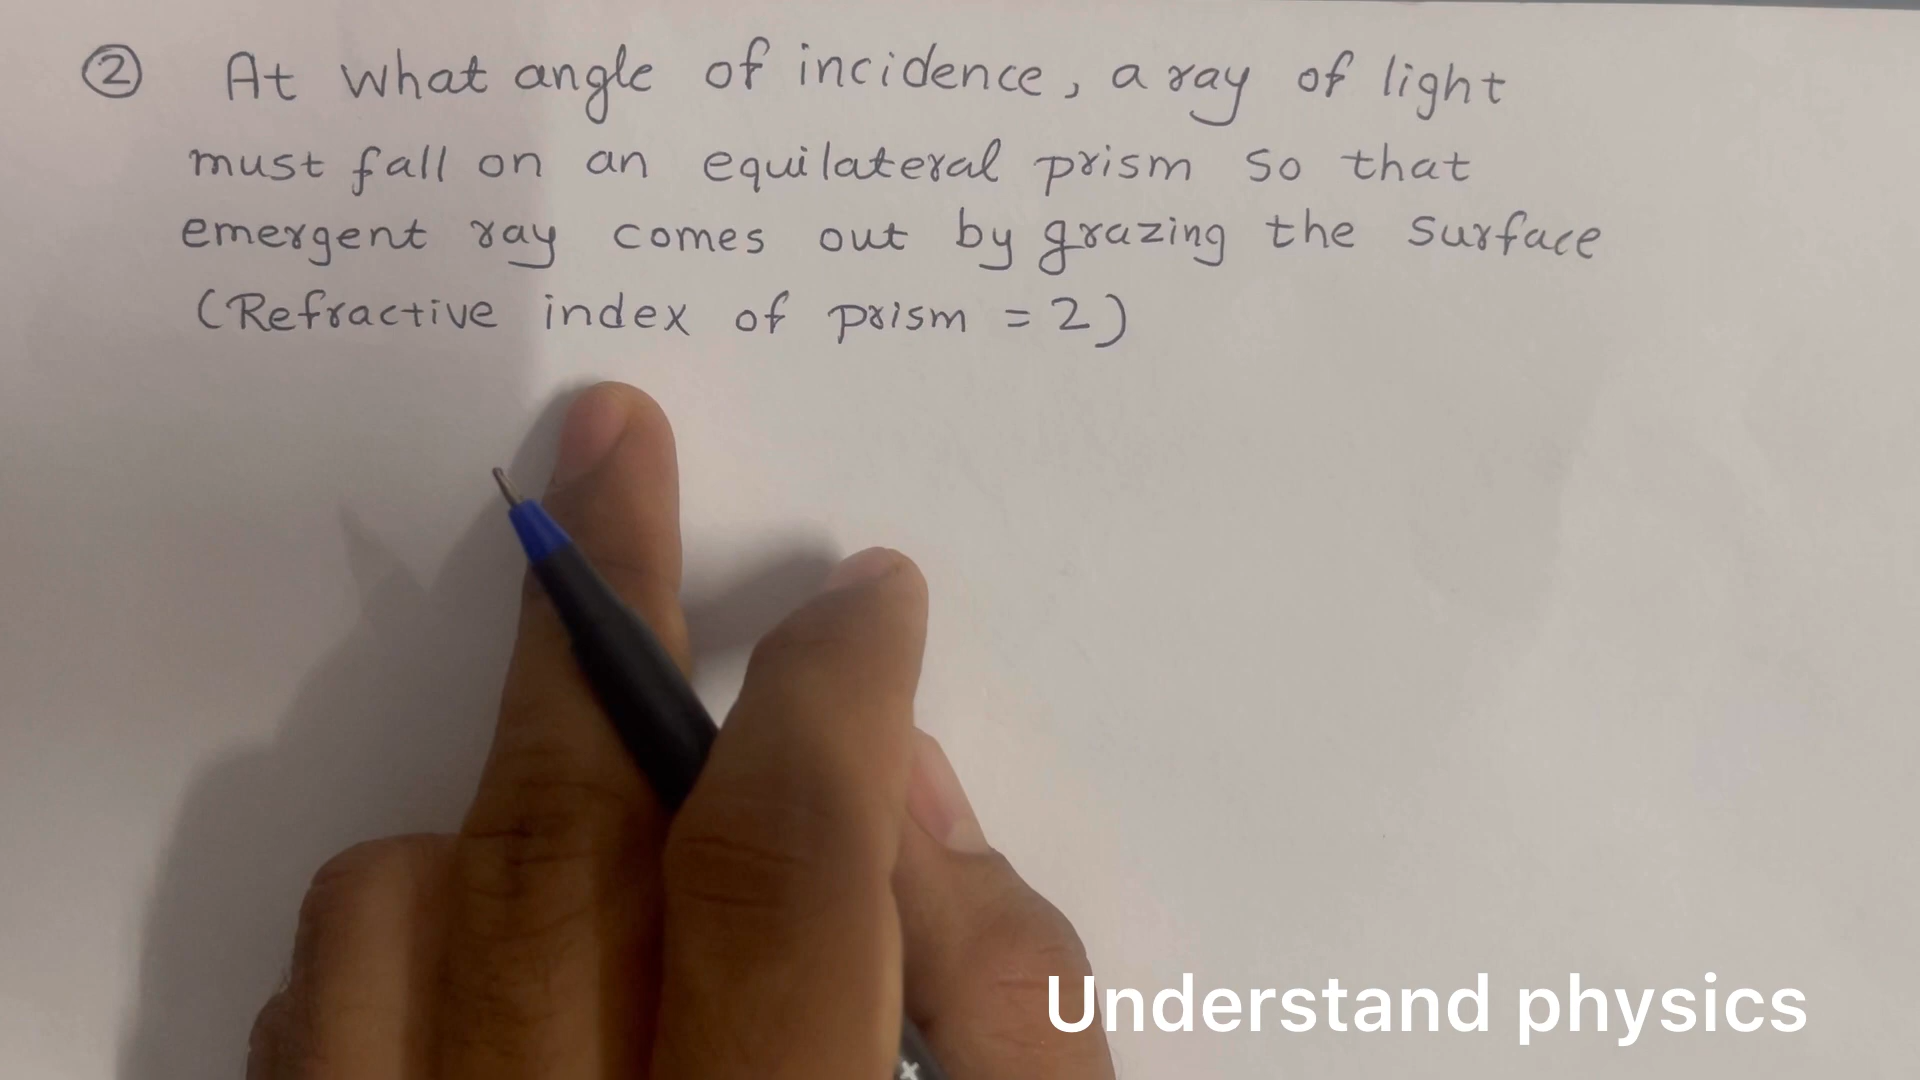 ② At what angle of incidence, a ray of light
must fall on an equilateral prism so that
emergent ray comes out by grazing the surface
(Refractive index of prism = 2)
Understand physics